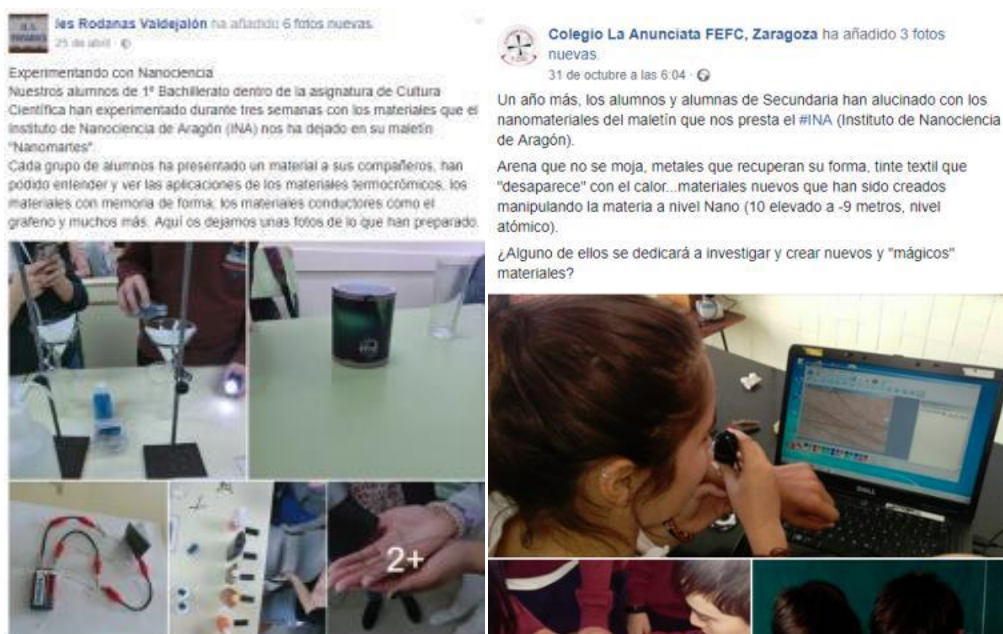 Ies Rodanas Valdejalón ha añadido 6 fotos nuevas.
25 de abril
Experimentando con Nanociencia
Nuestros alumnos de 1º Bachillerato dentro de la asignatura de Cultura
Científica han experimentado durante tres semanas con los materiales que el
Instituto de Nanociencia de Aragón (INA) nos ha dejado en su maletín
"Nanomartes".
Cada grupo de alumnos ha presentado un material a sus compañeros, han
podido entender y ver las aplicaciones de los materiales termocrómicos, los
materiales con memoria de forma, los materiales conductores como el
grafeno y muchos más. Aquí os dejamos unas fotos de lo que han preparado.
2+
Colegio La Anunciata FEFC, Zaragoza ha añadido 3 fotos
nuevas.
31 de octubre a las 6:04
Un año más, los alumnos y alumnas de Secundaria han alucinado con los
nanomateriales del maletín que nos presta el #INA (Instituto de Nanociencia
de Aragón).
Arena que no se moja, metales que recuperan su forma, tinte textil que
"desaparece" con el calor...materiales nuevos que han sido creados
manipulando la materia a nivel Nano (10 elevado a -9 metros, nivel
atómico).
¿Alguno de ellos se dedicará a investigar y crear nuevos y "mágicos"
materiales?
DELL